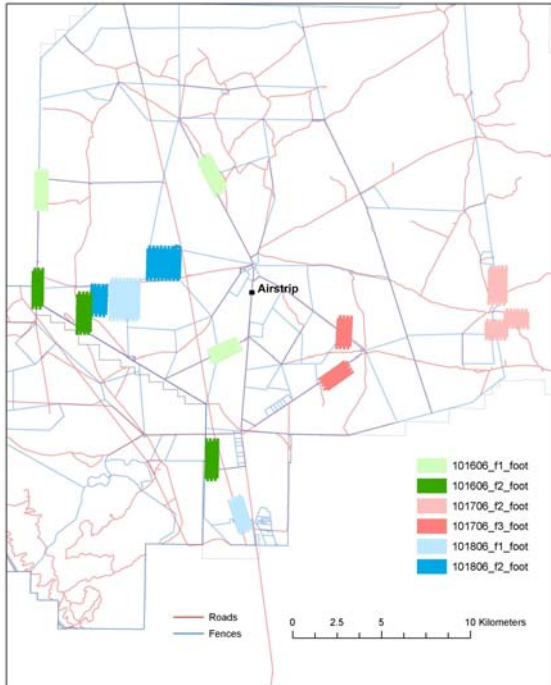 Airstrip
101606_f1_foot
101606_f2_foot
101706_f2_foot
101706_f3_foot
101806_f1_foot
101806_f2_foot
Roads
Fences
0 2.5 5 10 Kilometers